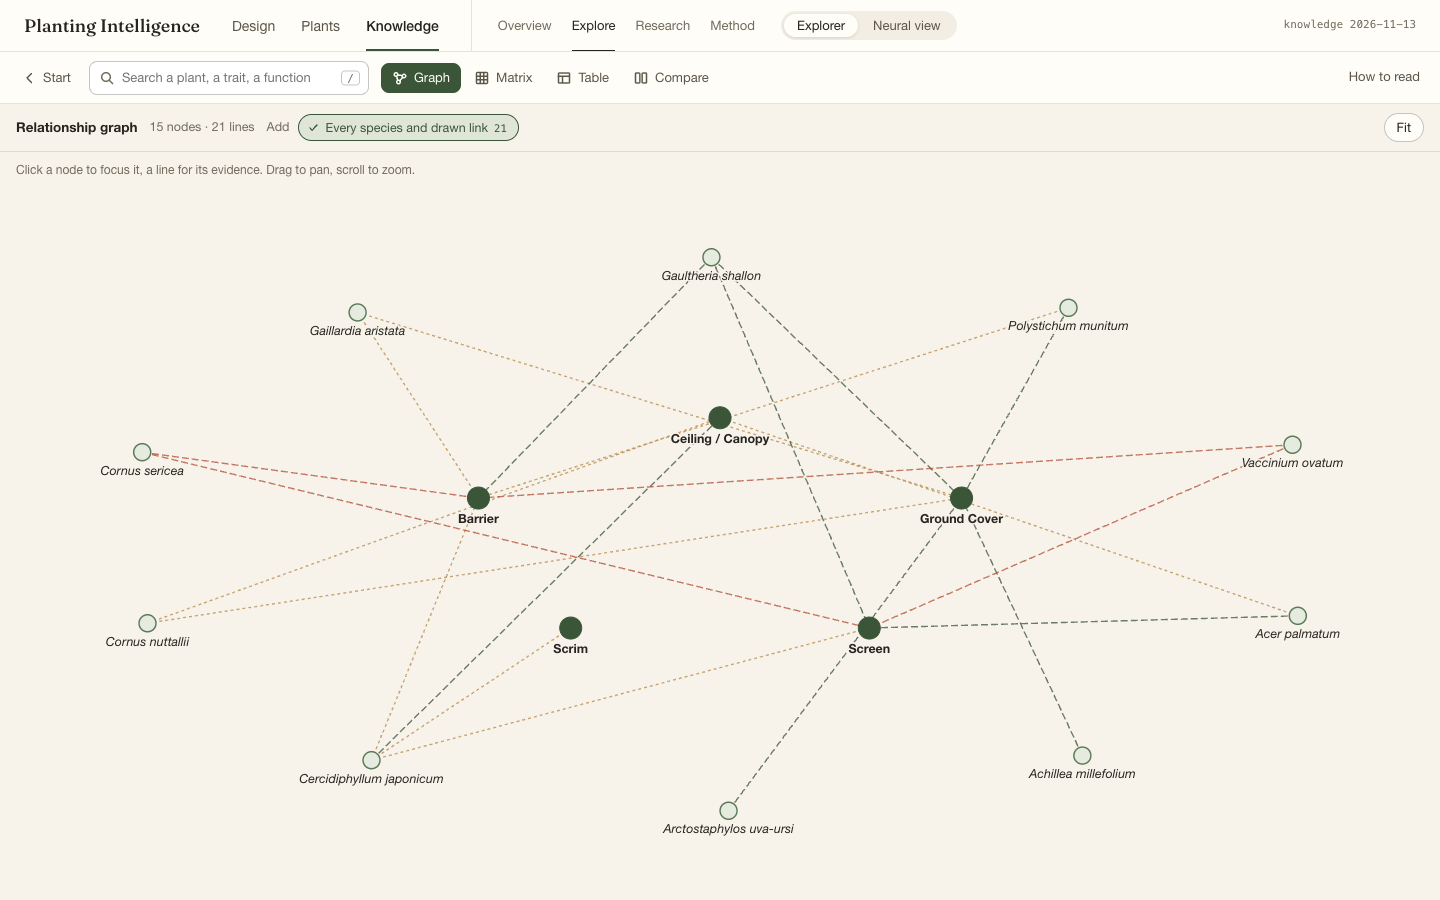 Planting Intelligence Design Plants Knowledge Overview Explore Research Method Explorer Neural view knowledge 2026-11-13
Start Search a plant, a trait, a function / Graph Matrix Table Compare How to read
Relationship graph 15 nodes · 21 lines Add Every species and drawn link 21 Fit
Click a node to focus it, a line for its evidence. Drag to pan, scroll to zoom.
Gaultheria shallon
Gaillardia aristata
Polystichum munitum
Ceiling / Canopy
Cornus sericea
Vaccinium ovatum
Barrier
Ground Cover
Cornus nuttallii
Acer palmatum
Scrim
Screen
Cercidiphyllum japonicum
Achillea millefolium
Arctostaphylos uva-ursi